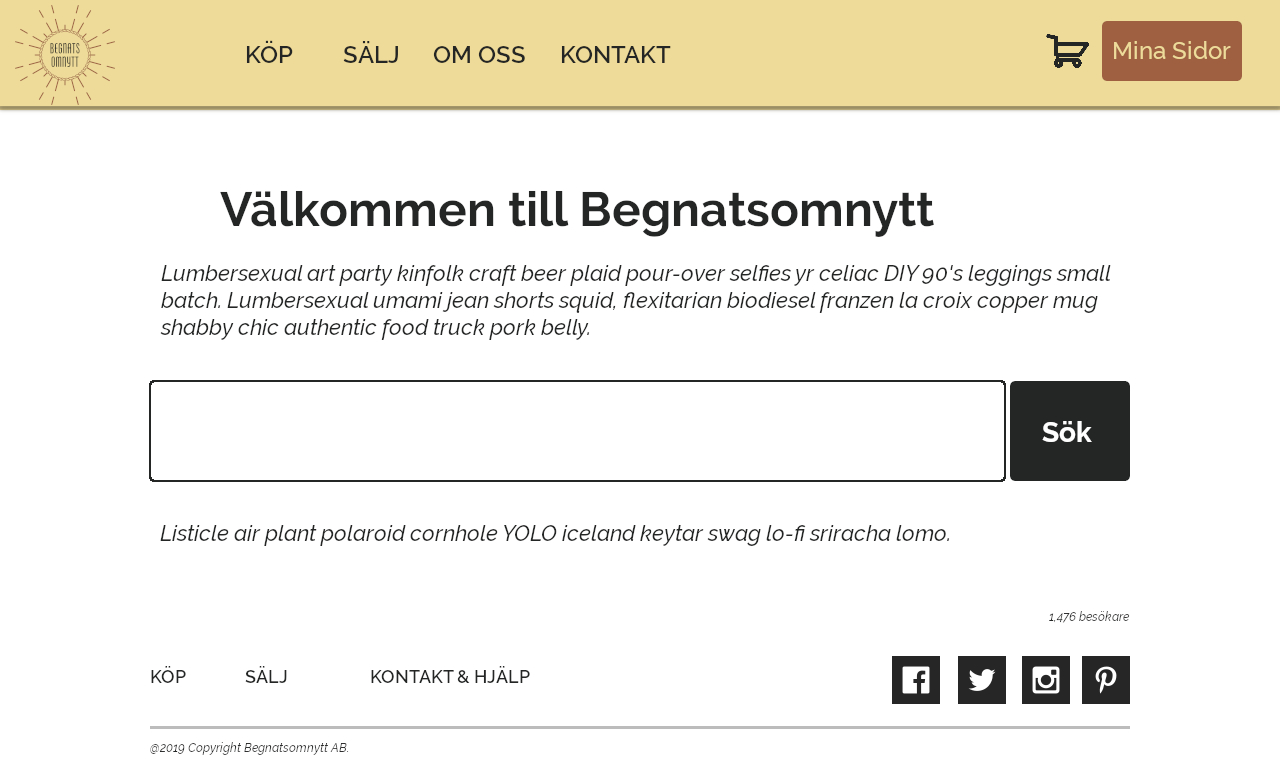 BEGNATS
OMNYTT
KÖP SÄLJ OM OSS KONTAKT
Mina Sidor
Välkommen till Begnatsomnytt
Lumbersexual art party kinfolk craft beer plaid pour-over selfies yr celiac DIY 90's leggings small
batch. Lumbersexual umami jean shorts squid, flexitarian biodiesel franzen la croix copper mug
shabby chic authentic food truck pork belly.
Sök
Listicle air plant polaroid cornhole YOLO iceland keytar swag lo-fi sriracha lomo.
1,476 besökare
KÖP SÄLJ KONTAKT & HJÄLP
@2019 Copyright Begnatsomnytt AB.